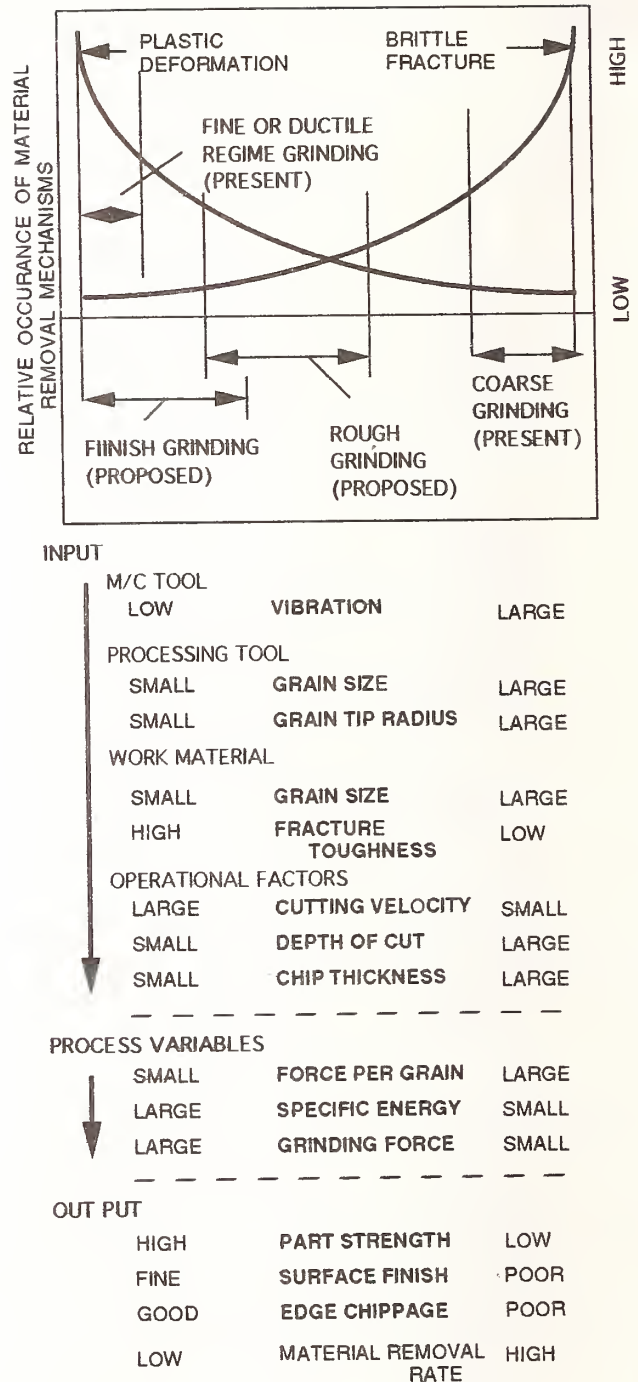 RELATIVE OCCURANCE OF MATERIAL
REMOVAL MECHANISMS
PLASTIC
DEFORMATION
BRITTLE
FRACTURE
HIGH
FINE OR DUCTILE
REGIME GRINDING
(PRESENT)
LOW
FIINISH GRINDING
(PROPOSED)
ROUGH
GRINDING
(PROPOSED)
COARSE
GRINDING
(PRESENT)
INPUT
M/C TOOL
LOW VIBRATION LARGE
PROCESSING TOOL
SMALL GRAIN SIZE LARGE
SMALL GRAIN TIP RADIUS LARGE
WORK MATERIAL
SMALL GRAIN SIZE LARGE
HIGH FRACTURE LOW
TOUGHNESS
OPERATIONAL FACTORS
LARGE CUTTING VELOCITY SMALL
SMALL DEPTH OF CUT LARGE
SMALL CHIP THICKNESS LARGE
PROCESS VARIABLES
SMALL FORCE PER GRAIN LARGE
LARGE SPECIFIC ENERGY SMALL
LARGE GRINDING FORCE SMALL
OUT PUT
HIGH PART STRENGTH LOW
FINE SURFACE FINISH POOR
GOOD EDGE CHIPPAGE POOR
LOW MATERIAL REMOVAL HIGH
RATE